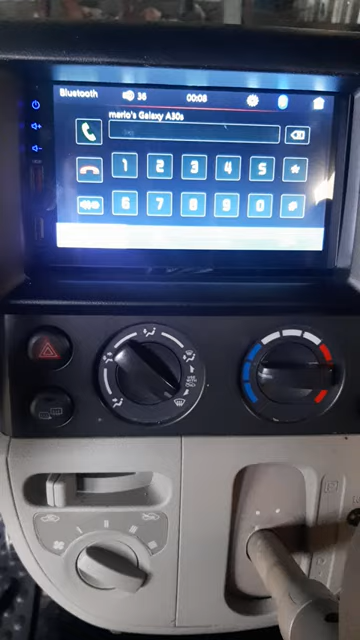 Bluetooth 36 00:08
mario's Galaxy A30s
1 2 3 4 5 *
6 7 8 9 0 #